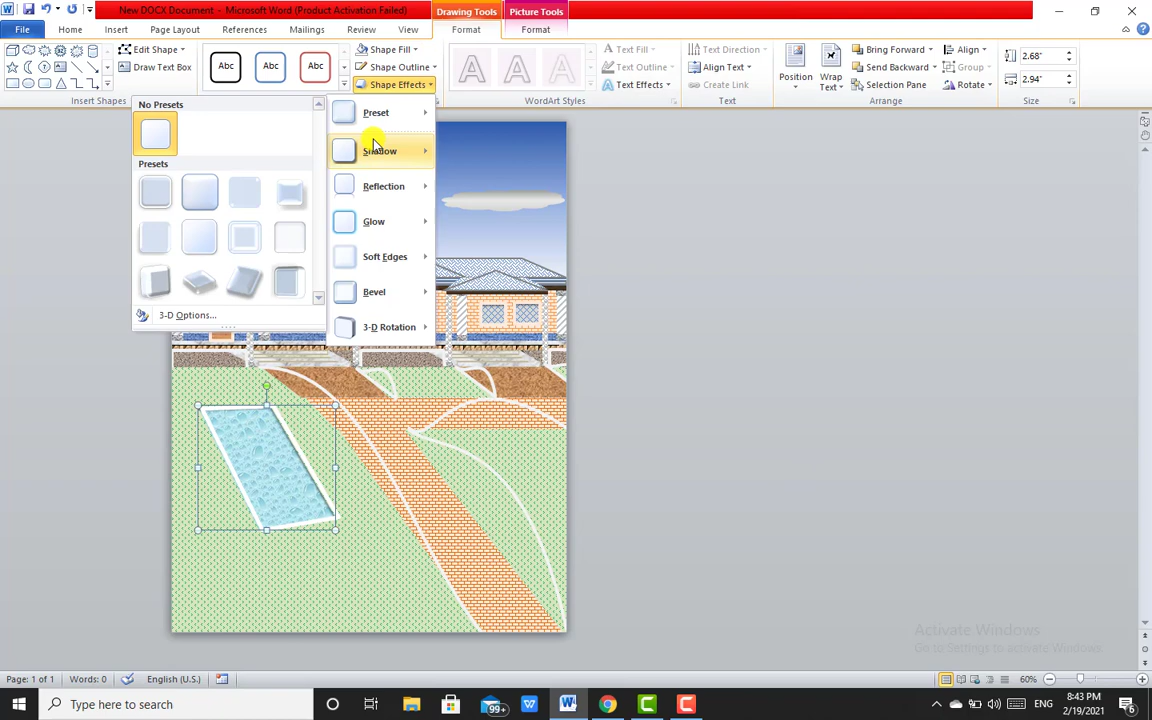 New DOCX Document - Microsoft Word (Product Activation Failed)
Drawing Tools
Picture Tools
File
Home
Insert
Page Layout
References
Mailings
Review
View
Format
Format
Edit Shape
Draw Text Box
Insert Shapes
Abc
Abc
Abc
Shape Fill
Shape Outline
Shape Effects
A
A
A
Text Fill
Text Outline
Text Effects
WordArt Styles
Text Direction
Align Text
Create Link
Text
Position
Wrap
Text
Bring Forward
Send Backward
Selection Pane
Align
Group
Rotate
Arrange
2.68"
2.94"
Size
No Presets
Presets
3-D Options...
Preset
Shadow
Reflection
Glow
Soft Edges
Bevel
3-D Rotation
Activate Windows
Go to Settings to activate Windows.
Page: 1 of 1
Words: 0
English (U.S.)
60%
Type here to search
99+
ENG
8:43 PM
2/19/2021
6